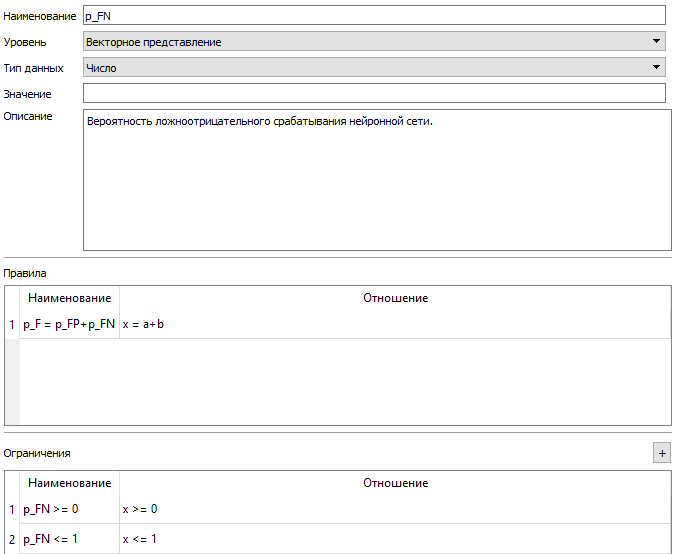 Наименование p_FN
Уровень Векторное представление
Тип данных Число
Значение
Описание Вероятность ложноотрицательного срабатывания нейронной сети.
Правила
Наименование Отношение
1 p_F = p_FP+p_FN x = a+b
Ограничения +
Наименование Отношение
1 p_FN >= 0 x >= 0
2 p_FN <= 1 x <= 1